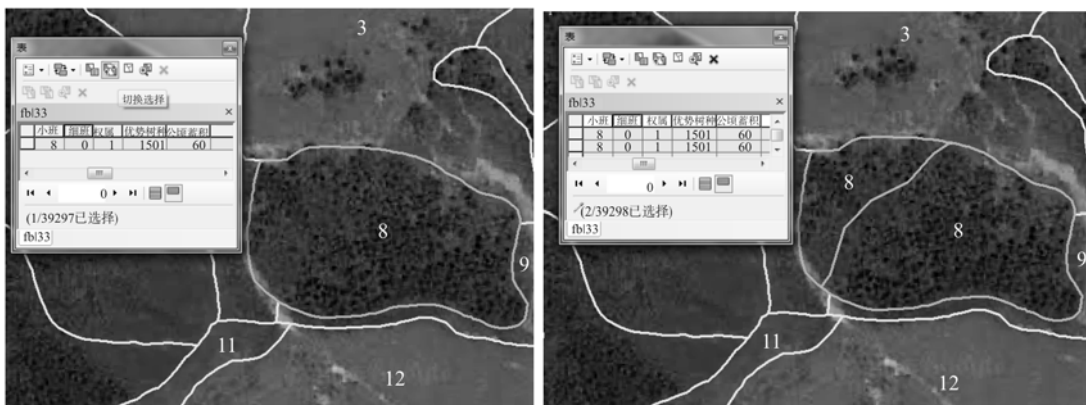 3
表
切换选择
fbl33
小班 细班 权属 优势树种 公顷蓄积
8 0 1 1501 60
0
(1/39297已选择)
fbl33
8
9
11
12
3
表
fbl33
小班 细班 权属 优势树种 公顷蓄积
8 0 1 1501 60
8 0 1 1501 60
0
(2/39298已选择)
fbl33
8
8
9
11
12